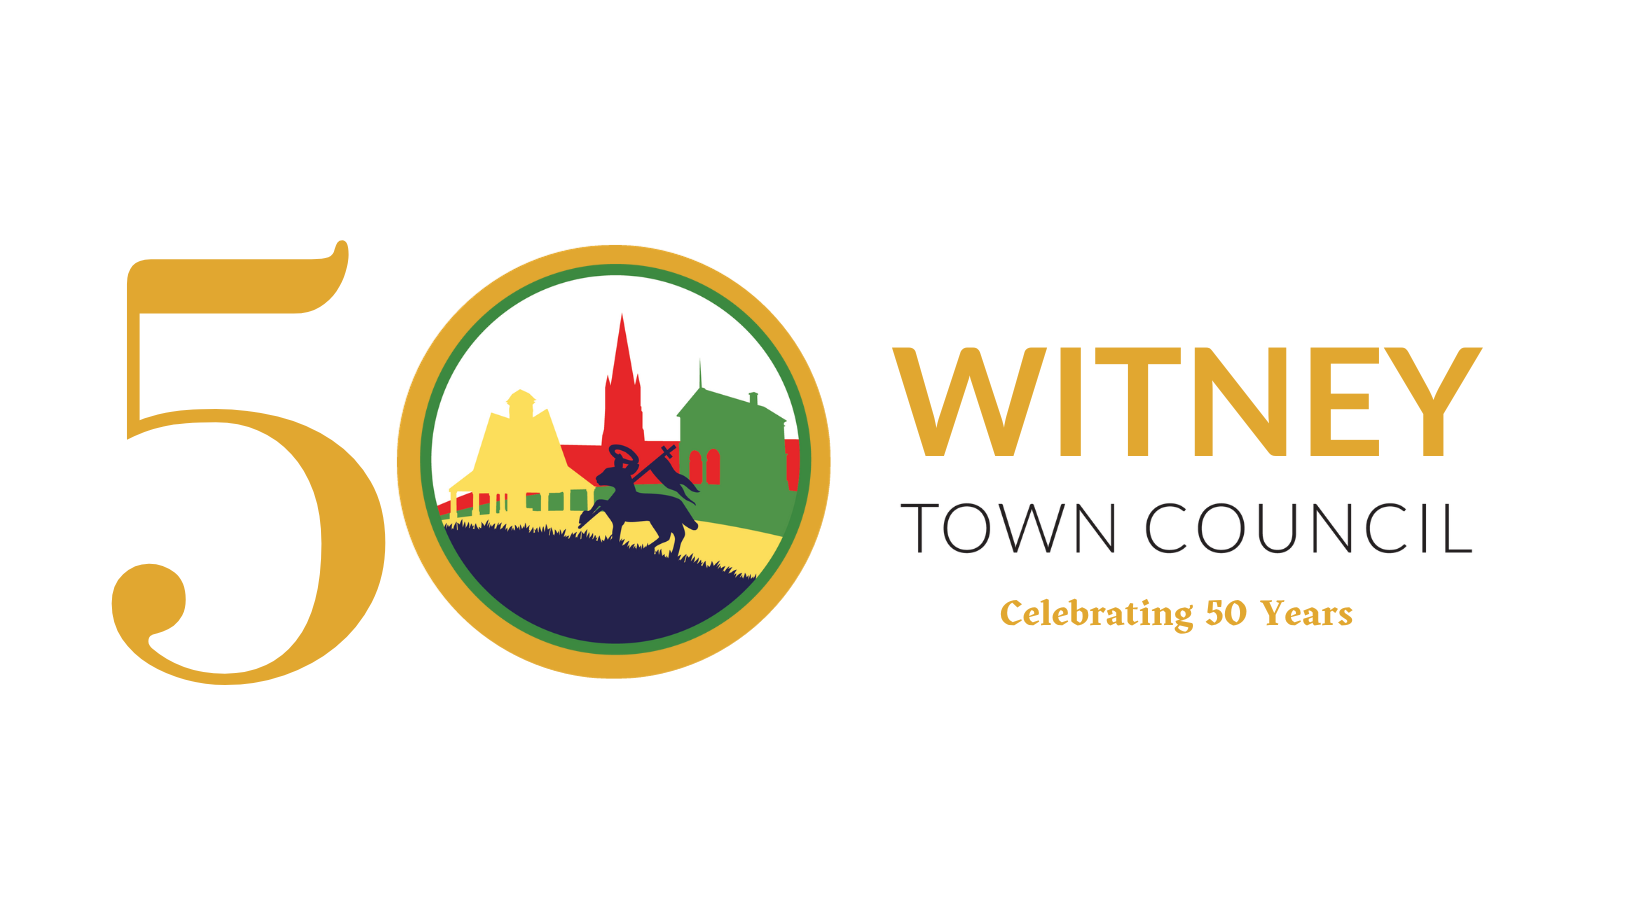 50
WITNEY
TOWN COUNCIL
Celebrating 50 Years